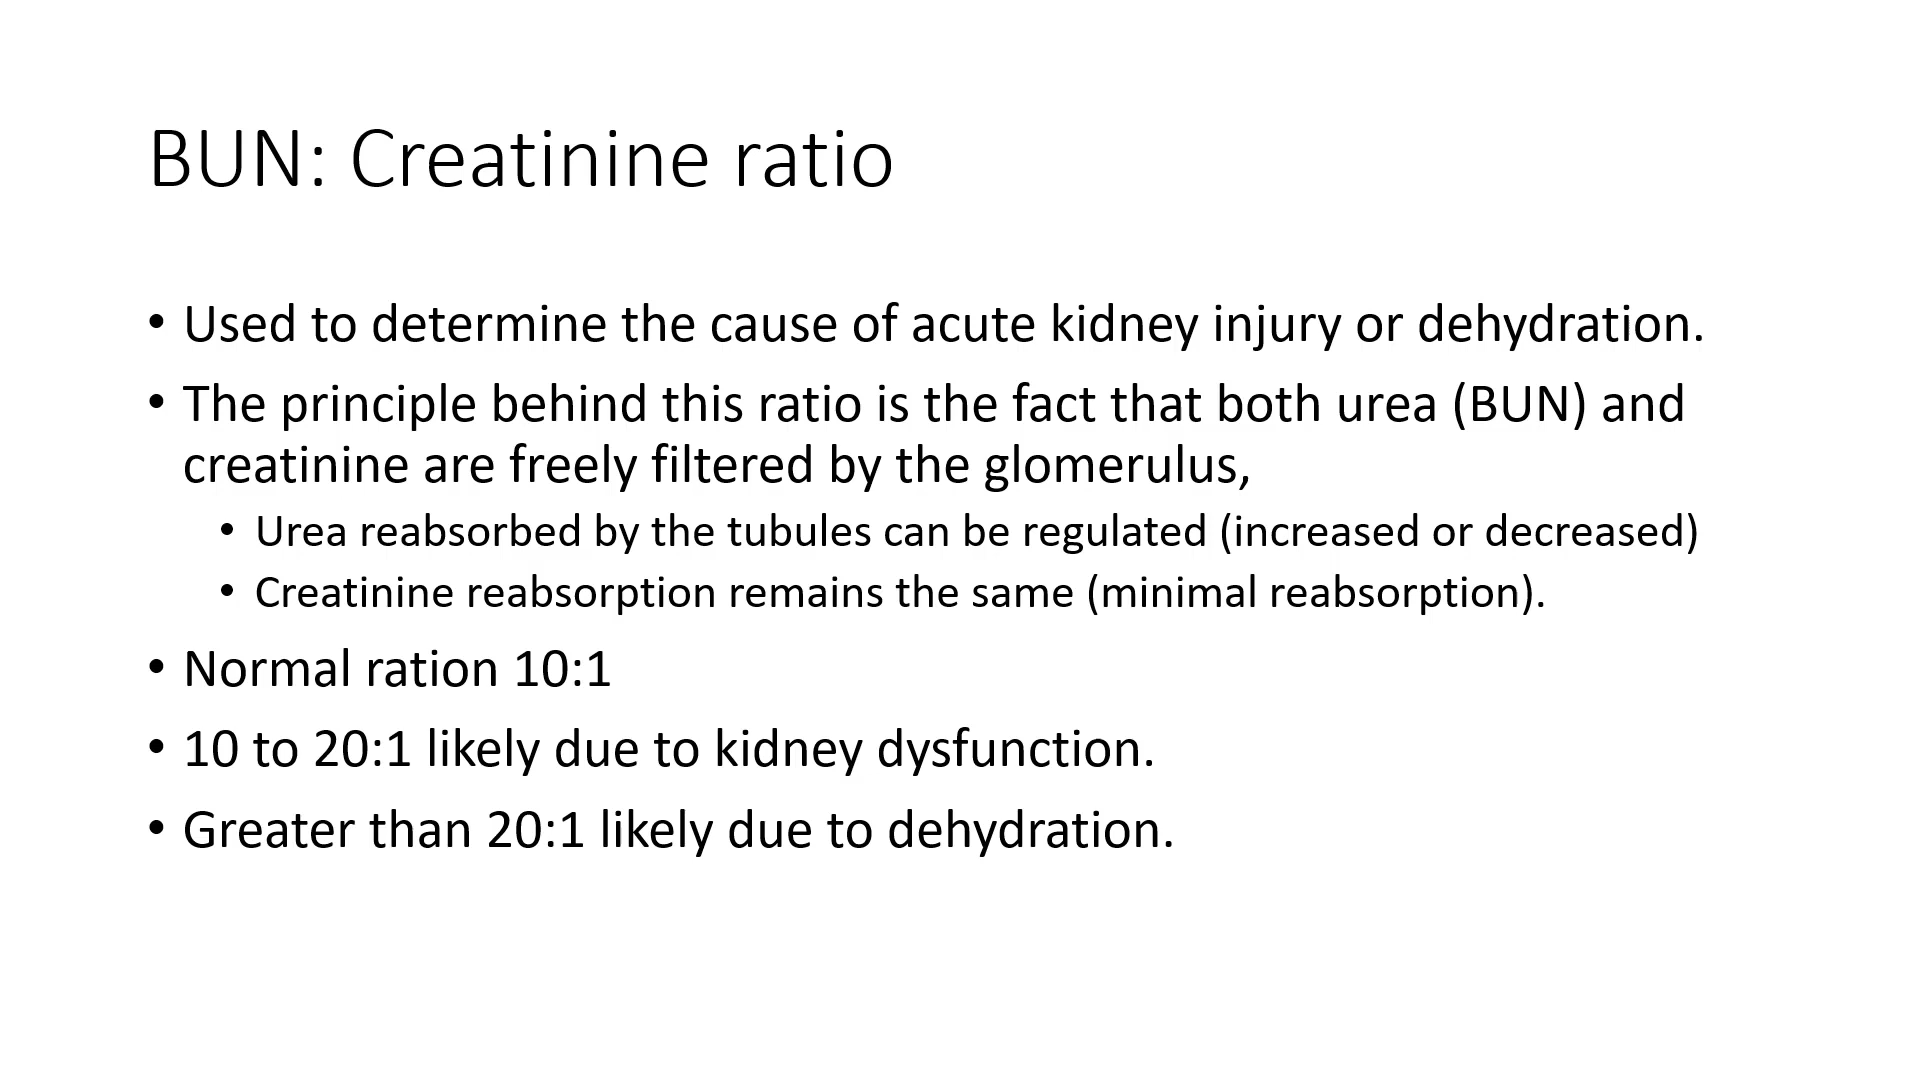 BUN: Creatinine ratio
• Used to determine the cause of acute kidney injury or dehydration.
• The principle behind this ratio is the fact that both urea (BUN) and
creatinine are freely filtered by the glomerulus,
• Urea reabsorbed by the tubules can be regulated (increased or decreased)
• Creatinine reabsorption remains the same (minimal reabsorption).
• Normal ration 10:1
• 10 to 20:1 likely due to kidney dysfunction.
• Greater than 20:1 likely due to dehydration.